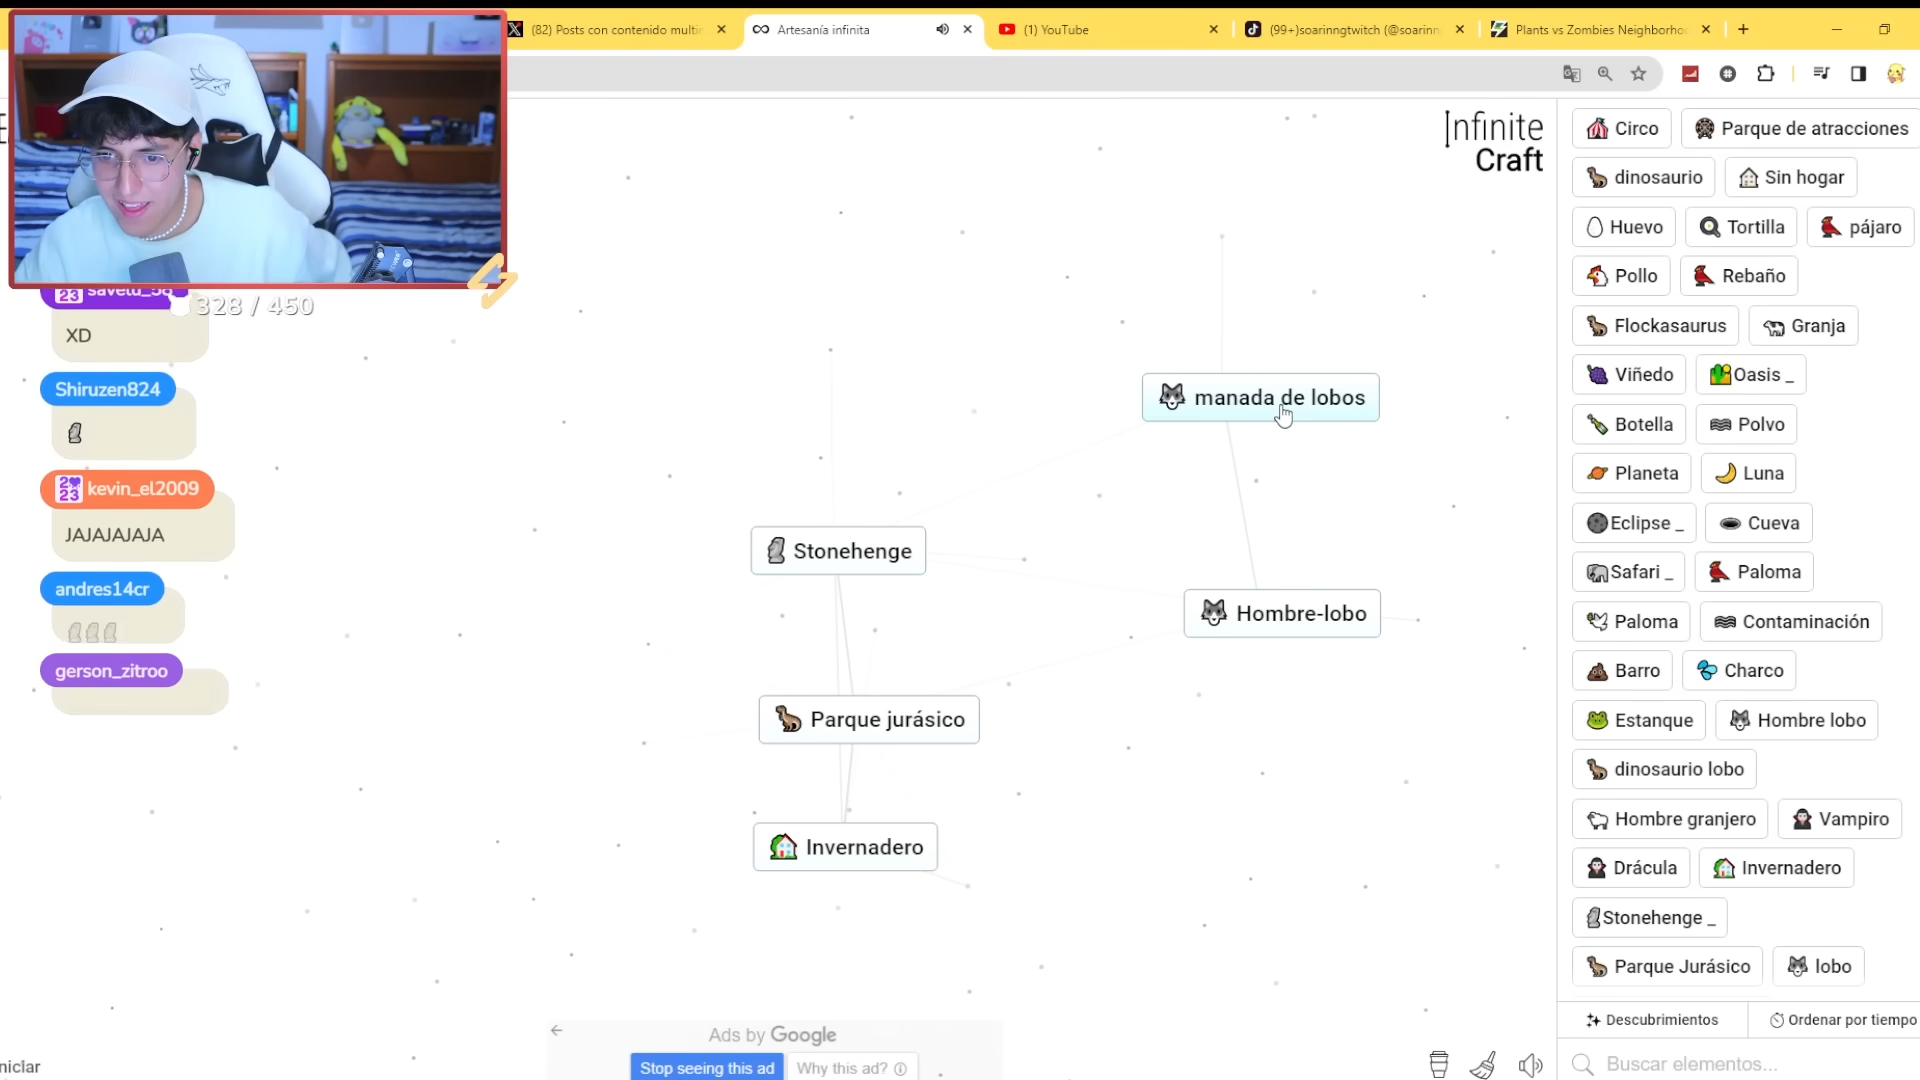 (82) Posts con contenido multi
Artesanía infinita
(1) YouTube
(99+)soarinngtwitch (@soarinn
Plants vs Zombies Neighborho
Infinite
Craft
328 / 450
XD
Shiruzen824
23
kevin_el2009
JAJAJAJAJA
andres14cr
gerson_zitroo
manada de lobos
Stonehenge
Hombre-lobo
Parque jurásico
Invernadero
Circo
Parque de atracciones
dinosaurio
Sin hogar
Huevo
Tortilla
pájaro
Pollo
Rebaño
Flockasaurus
Granja
Viñedo
Oasis _
Botella
Polvo
Planeta
Luna
Eclipse _
Cueva
Safari _
Paloma
Paloma
Contaminación
Barro
Charco
Estanque
Hombre lobo
dinosaurio lobo
Hombre granjero
Vampiro
Drácula
Invernadero
Stonehenge _
Parque Jurásico
lobo
Descubrimientos
Ordenar por tiempo
Buscar elementos...
Ads by Google
Stop seeing this ad
Why this ad?
niciar